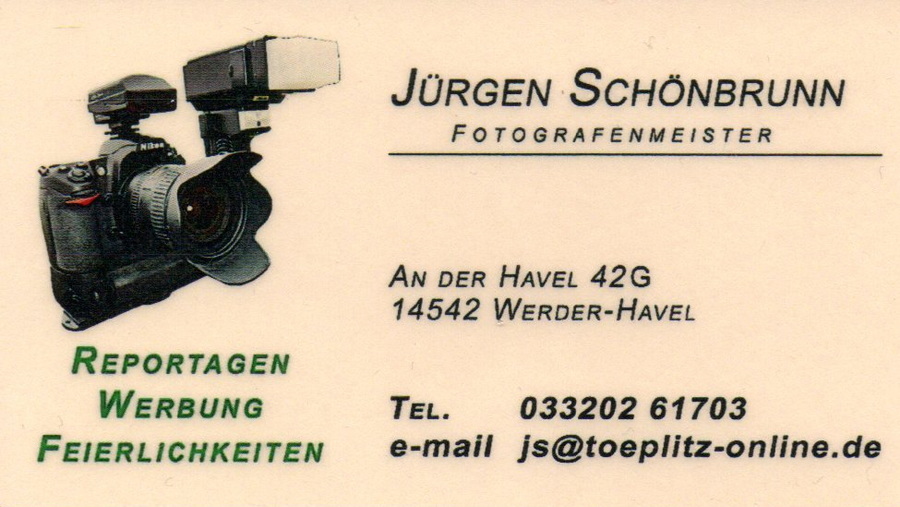 Nikon
JÜRGEN SCHÖNBRUNN
FOTOGRAFENMEISTER
AN DER HAVEL 42G
14542 WERDER-HAVEL
REPORTAGEN
WERBUNG
FEIERLICHKEITEN
TEL. 033202 61703
e-mail js@toeplitz-online.de